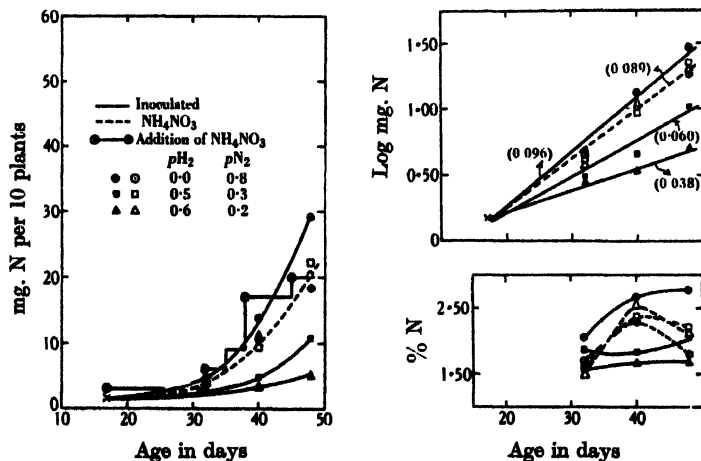 mg. N per 10 plants
60
50
40
30
20
10
0
10 20 30 40 50
Age in days
Inoculated
NH₄NO₃
Addition of NH₄NO₃
pH₂ pN₂
0·0 0·8
0·5 0·3
0·6 0·2
Log mg. N
1·50
1·00
0·50
0
(0 089)
(0 096)
(0·060)
(0 038)
% N
2·50
1·50
20 30 40 50
Age in days